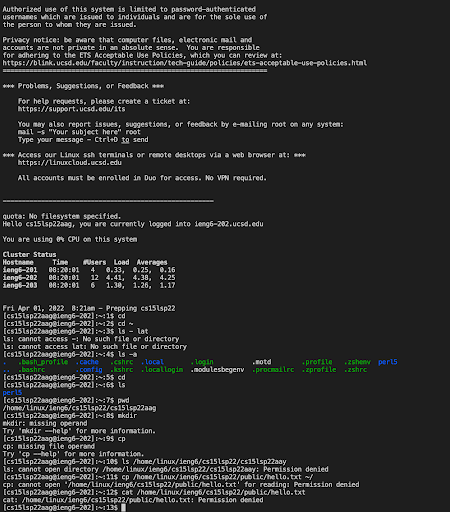 Authorized use of this system is limited to password-authenticated
usernames which are issued to individuals and are for the sole use of
the person to whom they are issued.
Privacy notice: be aware that computer files, electronic mail and
accounts are not private in an absolute sense.  You are responsible
for adhering to the ETS Acceptable Use Policies, which you can review at:
https://blink.ucsd.edu/faculty/instruction/tech-guide/policies/ets-acceptable-use-policies.html
===============================================================
*** Problems, Suggestions, or Feedback ***
For help requests, please create a ticket at:
https://support.ucsd.edu/its
You may also report issues, suggestions, or feedback by e-mailing root on any system:
mail -s "Your subject here" root
Type your message - Ctrl+D to send
*** Access our Linux ssh terminals or remote desktops via a web browser at: ***
https://linuxcloud.ucsd.edu
All accounts must be enrolled in Duo for access. No VPN required.
--------------------------------------------------
quota: No filesystem specified.
Hello cs15lsp22aag, you are currently logged into ieng6-202.ucsd.edu
You are using 0% CPU on this system
Cluster Status
Hostname     Time    #Users  Load  Averages
ieng6-201   08:20:01   4   0.33,  0.25,  0.16
ieng6-202   08:20:01   12  4.41,  4.38,  4.25
ieng6-203   08:20:01   6   1.30,  1.26,  1.17
Fri Apr 01, 2022  8:21am - Prepping cs15lsp22
[cs15lsp22aag@ieng6-202]:~:1$ cd
[cs15lsp22aag@ieng6-202]:~:2$ cd ~
[cs15lsp22aag@ieng6-202]:~:3$ ls - lat
ls: cannot access -: No such file or directory
ls: cannot access lat: No such file or directory
[cs15lsp22aag@ieng6-202]:~:4$ ls -a
.   .bash_profile  .cache   .cshrc  .local       .login          .motd        .profile   .zshenv  perl5
..  .bashrc        .config  .kshrc  .locallogin  .modulesbegenv  .procmailrc  .zprofile  .zshrc
[cs15lsp22aag@ieng6-202]:~:5$ cd
[cs15lsp22aag@ieng6-202]:~:6$ ls
perl5
[cs15lsp22aag@ieng6-202]:~:7$ pwd
/home/linux/ieng6/cs15lsp22/cs15lsp22aag
[cs15lsp22aag@ieng6-202]:~:8$ mkdir
mkdir: missing operand
Try 'mkdir --help' for more information.
[cs15lsp22aag@ieng6-202]:~:9$ cp
cp: missing file operand
Try 'cp --help' for more information.
[cs15lsp22aag@ieng6-202]:~:10$ ls /home/linux/ieng6/cs15lsp22/cs15lsp22aay
ls: cannot open directory /home/linux/ieng6/cs15lsp22/cs15lsp22aay: Permission denied
[cs15lsp22aag@ieng6-202]:~:11$ cp /home/linux/ieng6/cs15lsp22/public/hello.txt ~/
cp: cannot open '/home/linux/ieng6/cs15lsp22/public/hello.txt' for reading: Permission denied
[cs15lsp22aag@ieng6-202]:~:12$ cat /home/linux/ieng6/cs15lsp22/public/hello.txt
cat: /home/linux/ieng6/cs15lsp22/public/hello.txt: Permission denied
[cs15lsp22aag@ieng6-202]:~:13$